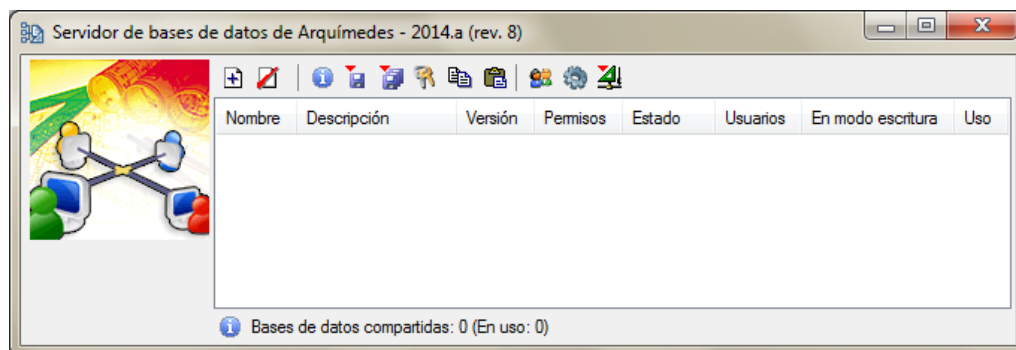 Servidor de bases de datos de Arquímedes - 2014.a (rev. 8)
Nombre Descripción Versión Permisos Estado Usuarios En modo escritura Uso
Bases de datos compartidas: 0 (En uso: 0)